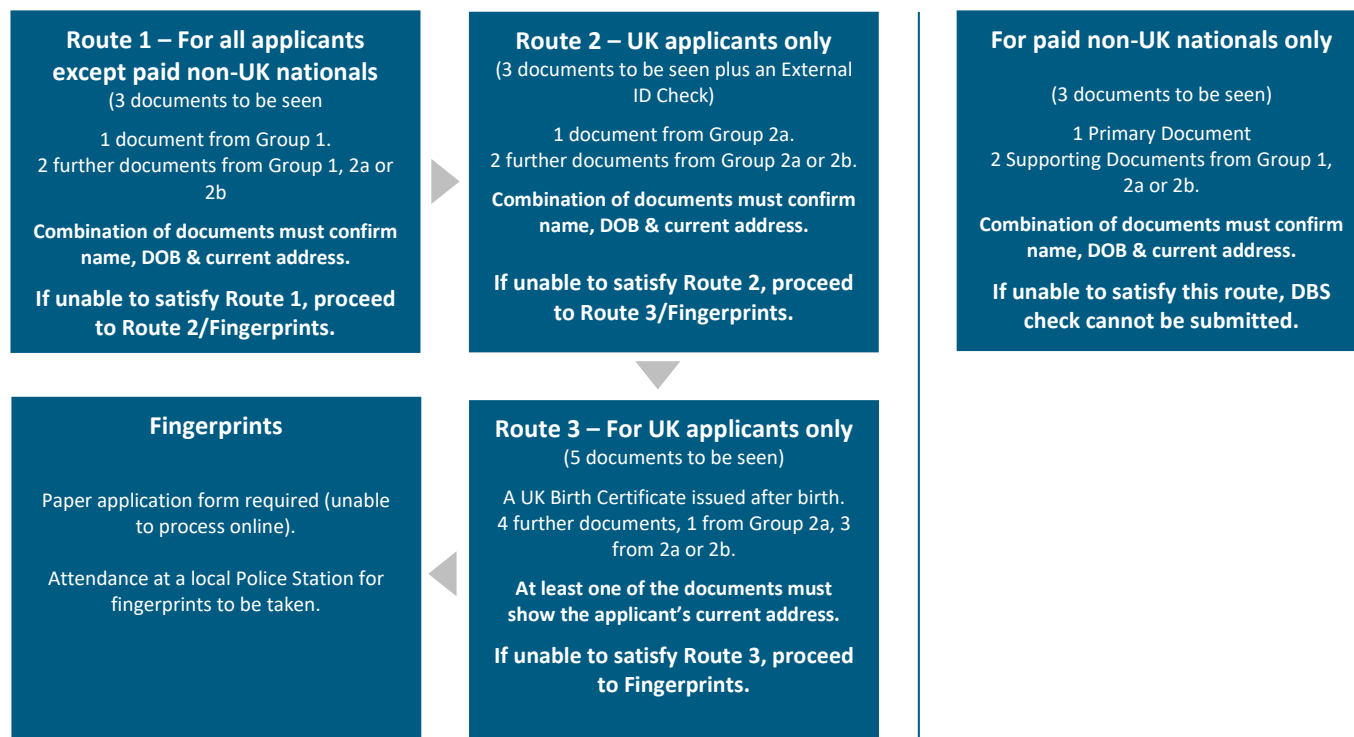 Route 1 – For all applicants
except paid non-UK nationals
(3 documents to be seen
1 document from Group 1.
2 further documents from Group 1, 2a or
2b
Combination of documents must confirm
name, DOB & current address.
If unable to satisfy Route 1, proceed
to Route 2/Fingerprints.
Route 2 – UK applicants only
(3 documents to be seen plus an External
ID Check)
1 document from Group 2a.
2 further documents from Group 2a or 2b.
Combination of documents must confirm
name, DOB & current address.
If unable to satisfy Route 2, proceed
to Route 3/Fingerprints.
Route 3 – For UK applicants only
(5 documents to be seen)
A UK Birth Certificate issued after birth.
4 further documents, 1 from Group 2a, 3
from 2a or 2b.
At least one of the documents must
show the applicant’s current address.
If unable to satisfy Route 3, proceed
to Fingerprints.
Fingerprints
Paper application form required (unable
to process online).
Attendance at a local Police Station for
fingerprints to be taken.
For paid non-UK nationals only
(3 documents to be seen)
1 Primary Document
2 Supporting Documents from Group 1,
2a or 2b.
Combination of documents must confirm
name, DOB & current address.
If unable to satisfy this route, DBS
check cannot be submitted.